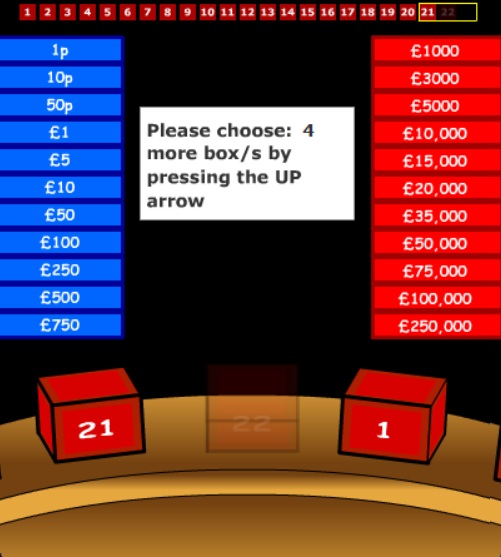 1 2 3 4 5 6 7 8 9 10 11 12 13 14 15 16 17 18 19 20 21 22
1p
10p
50p
£1
£5
£10
£50
£100
£250
£500
£750
Please choose: 4
more box/s by
pressing the UP
arrow
£1000
£3000
£5000
£10,000
£15,000
£20,000
£35,000
£50,000
£75,000
£100,000
£250,000
21
22
1